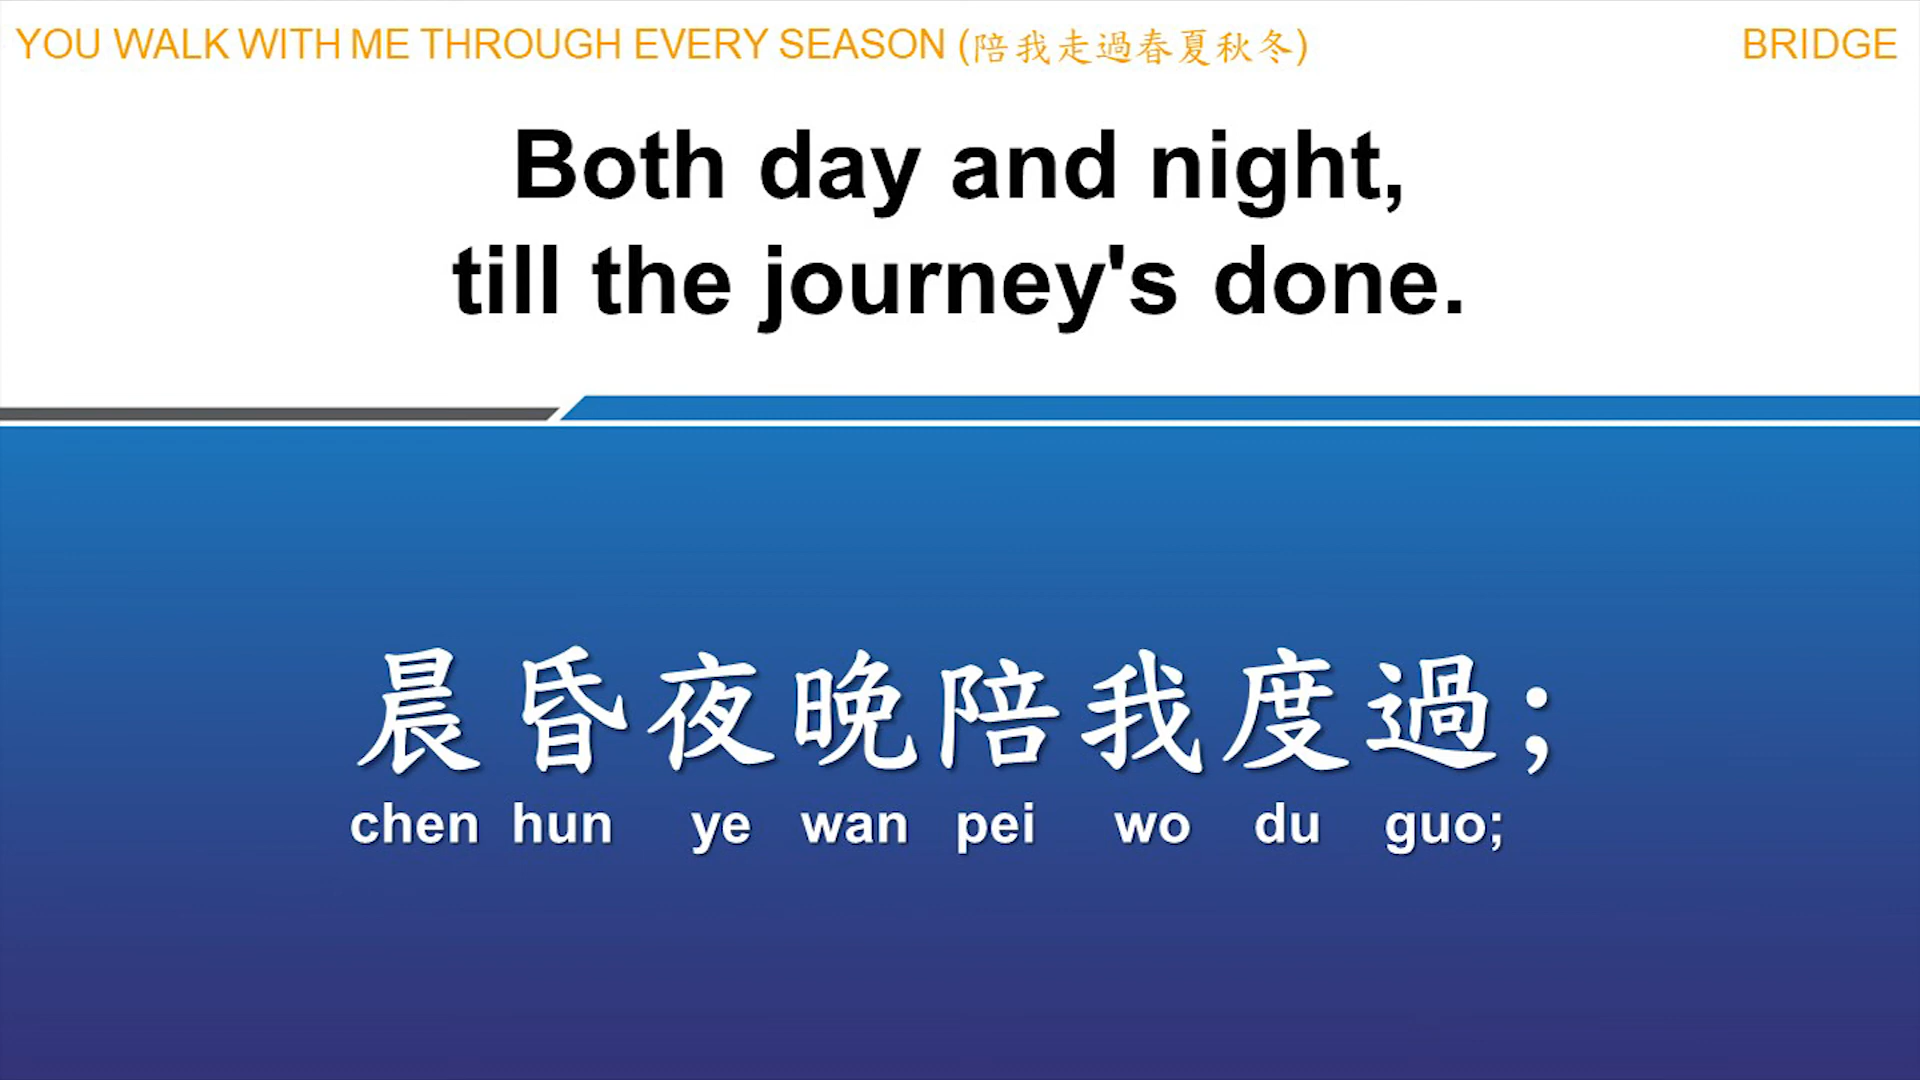 YOU WALK WITH ME THROUGH EVERY SEASON (陪我走過春夏秋冬)
BRIDGE
Both day and night,
till the journey's done.
晨昏夜晚陪我度過；
chen hun ye wan pei wo du guo;